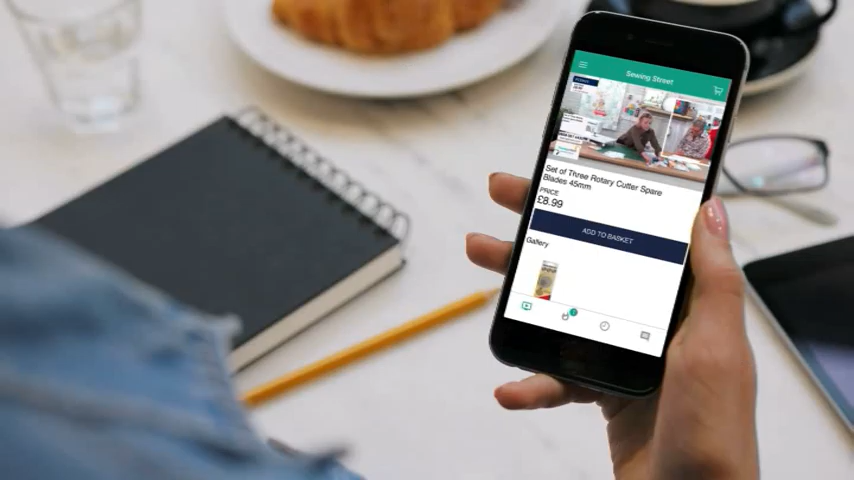 Sewing Street
Set of Three Rotary Cutter Spare
Blades 45mm
PRICE
£8.99
ADD TO BASKET
Gallery